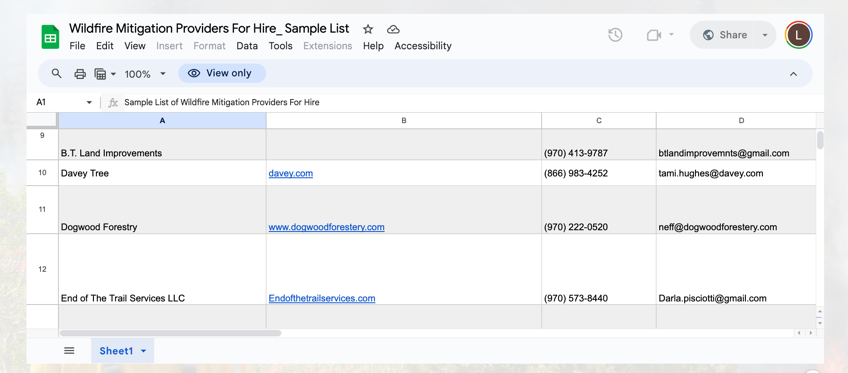 Wildfire Mitigation Providers For Hire_ Sample List
File Edit View Insert Format Data Tools Extensions Help Accessibility
Share
L
100% View only
A1 fx Sample List of Wildfire Mitigation Providers For Hire
A B C D
9 B.T. Land Improvements (970) 413-9787 btlandimprovemnts@gmail.com
10 Davey Tree davey.com (866) 983-4252 tami.hughes@davey.com
11 Dogwood Forestry www.dogwoodforestery.com (970) 222-0520 neff@dogwoodforestery.com
12 End of The Trail Services LLC Endofthetrailservices.com (970) 573-8440 Darla.pisciotti@gmail.com
Sheet1